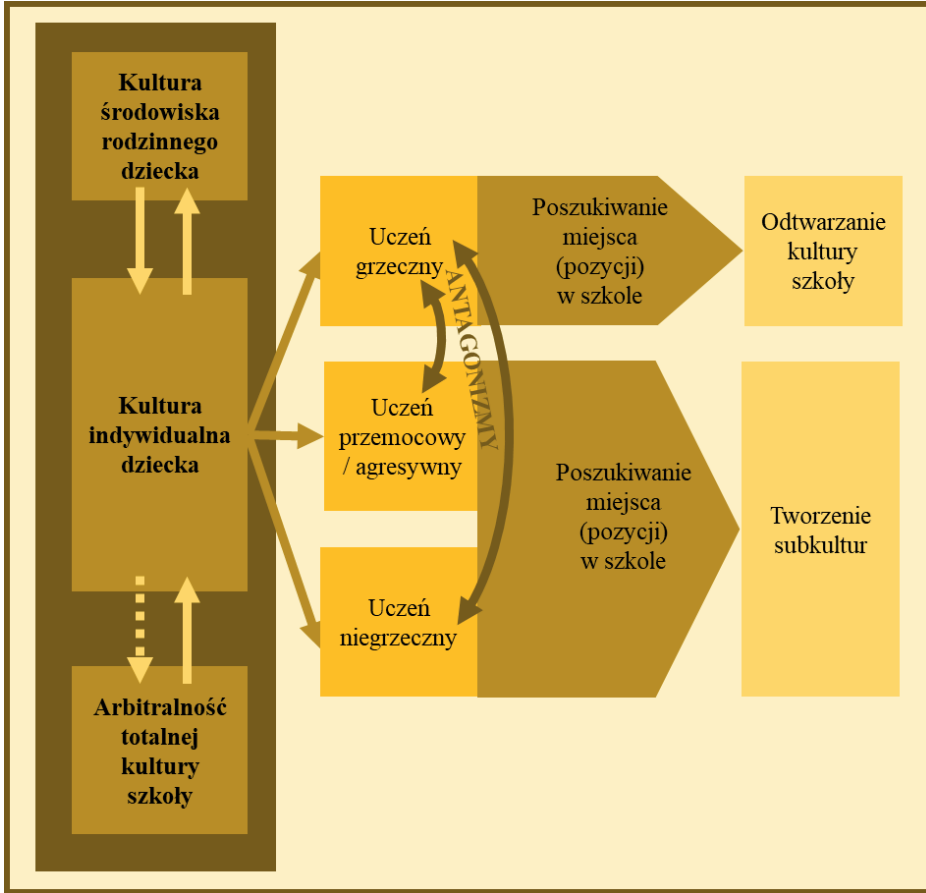 Kultura
środowiska
rodzinnego
dziecka
Kultura
indywidualna
dziecka
Arbitralność
totalnej
kultury
szkoły
Uczeń
grzeczny
Uczeń
przemocowy
/ agresywny
Uczeń
niegrzeczny
ANTAGONIZMY
Poszukiwanie
miejsca
(pozycji)
w szkole
Poszukiwanie
miejsca
(pozycji)
w szkole
Odtwarzanie
kultury
szkoły
Tworzenie
subkultur